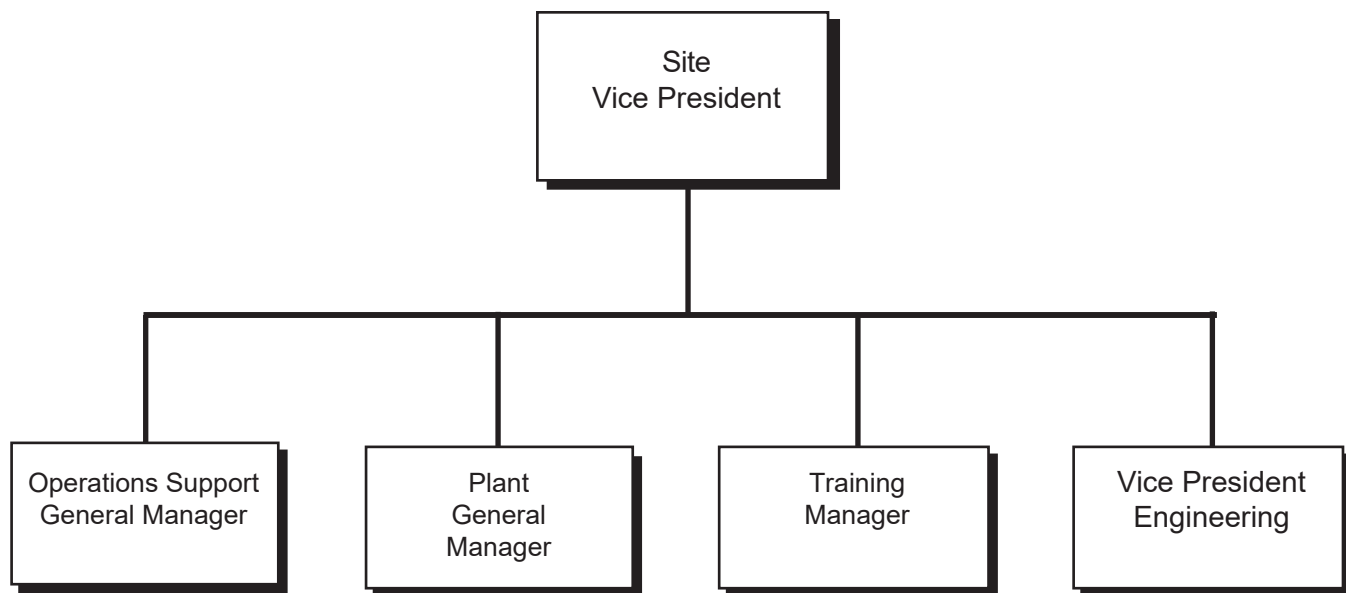 Site
Vice President
Operations Support
General Manager
Plant
General
Manager
Training
Manager
Vice President
Engineering